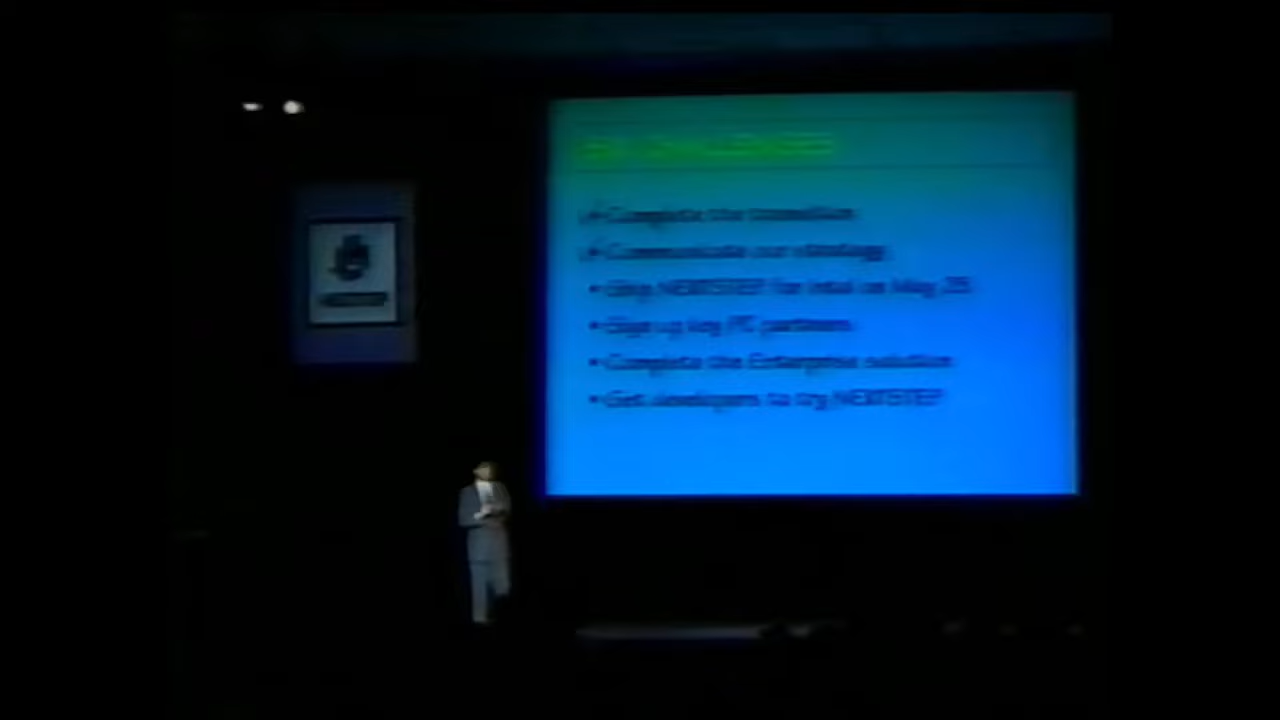 Complete the transition
Communicate our strategy
• Ship NEXTSTEP for Intel on May 25
• Sign up key PC partners
• Complete the Enterprise solution
• Get developers to try NEXTSTEP